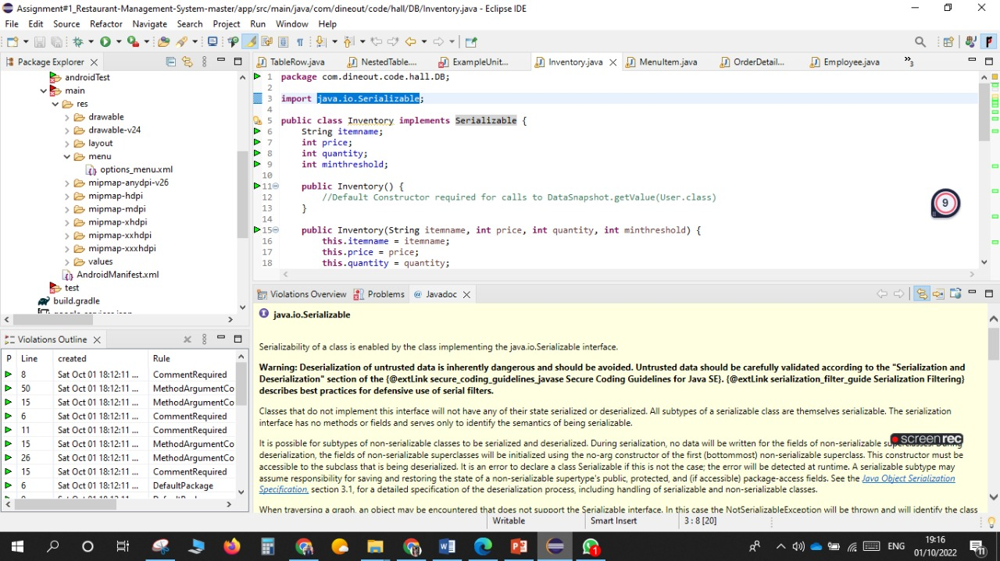 Assignment#1_Restaurant-Management-System-master/app/src/main/java/com/dineout/code/hall/DB/Inventory.java - Eclipse IDE
File Edit Source Refactor Navigate Search Project Run Window Help
Package Explorer
androidTest
main
res
drawable
drawable-v24
layout
menu
options_menu.xml
mipmap-anydpi-v26
mipmap-hdpi
mipmap-mdpi
mipmap-xhdpi
mipmap-xxhdpi
mipmap-xxxhdpi
values
AndroidManifest.xml
test
build.gradle
TableRow.java NestedTable.... ExampleUnit... Inventory.java MenuItem.java OrderDetail... Employee.java »3
1 package com.dineout.code.hall.DB;
2
3 import java.io.Serializable;
4
5 public class Inventory implements Serializable {
6 String itemname;
7 int price;
8 int quantity;
9 int minthreshold;
10
11 public Inventory() {
12 //Default Constructor required for calls to DataSnapshot.getValue(User.class)
13 }
14
15 public Inventory(String itemname, int price, int quantity, int minthreshold) {
16 this.itemname = itemname;
17 this.price = price;
18 this.quantity = quantity;
9
Violations Outline
P Line created Rule
8 Sat Oct 01 18:12:11 ... CommentRequired
50 Sat Oct 01 18:12:11 ... MethodArgumentCo
15 Sat Oct 01 18:12:11 ... MethodArgumentCo
6 Sat Oct 01 18:12:11 ... CommentRequired
11 Sat Oct 01 18:12:11 ... CommentRequired
15 Sat Oct 01 18:12:11 ... MethodArgumentCo
26 Sat Oct 01 18:12:11 ... MethodArgumentCo
15 Sat Oct 01 18:12:11 ... CommentRequired
6 Sat Oct 01 18:12:11 ... DefaultPackage
Violations Overview Problems @ Javadoc
java.io.Serializable
Serializability of a class is enabled by the class implementing the java.io.Serializable interface.
Warning: Deserialization of untrusted data is inherently dangerous and should be avoided. Untrusted data should be carefully validated according to the "Serialization and
Deserialization" section of the {@extLink secure_coding_guidelines_javase Secure Coding Guidelines for Java SE}. {@extLink serialization_filter_guide Serialization Filtering}
describes best practices for defensive use of serial filters.
Classes that do not implement this interface will not have any of their state serialized or deserialized. All subtypes of a serializable class are themselves serializable. The serialization
interface has no methods or fields and serves only to identify the semantics of being serializable.
screenrec
It is possible for subtypes of non-serializable classes to be serialized and deserialized. During serialization, no data will be written for the fields of non-serializable
deserialization, the fields of non-serializable superclasses will be initialized using the no-arg constructor of the first (bottommost) non-serializable superclass. This constructor must be
accessible to the subclass that is being deserialized. It is an error to declare a class Serializable if this is not the case; the error will be detected at runtime. A serializable subtype may
assume responsibility for saving and restoring the state of a non-serializable supertype's public, protected, and (if accessible) package-access fields. See the Java Object Serialization
Specification, section 3.1, for a detailed specification of the deserialization process, including handling of serializable and non-serializable classes.
When traversing a graph, an object may be encountered that does not support the Serializable interface. In this case the NotSerializableException will be thrown and will identify the class
Writable Smart Insert 3 : 8 [20]
1 ENG 19:16
01/10/2022 11